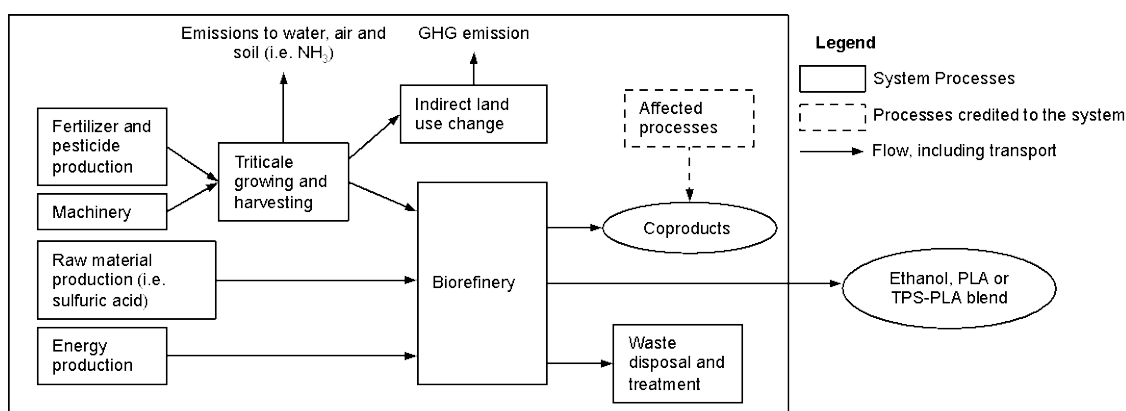 Emissions to water, air and
soil (i.e. NH₃)
GHG emission
Legend
System Processes
Processes credited to the system
Flow, including transport
Fertilizer and
pesticide
production
Machinery
Triticale
growing and
harvesting
Indirect land
use change
Affected
processes
Raw material
production (i.e.
sulfuric acid)
Energy
production
Biorefinery
Coproducts
Ethanol, PLA or
TPS-PLA blend
Waste
disposal and
treatment